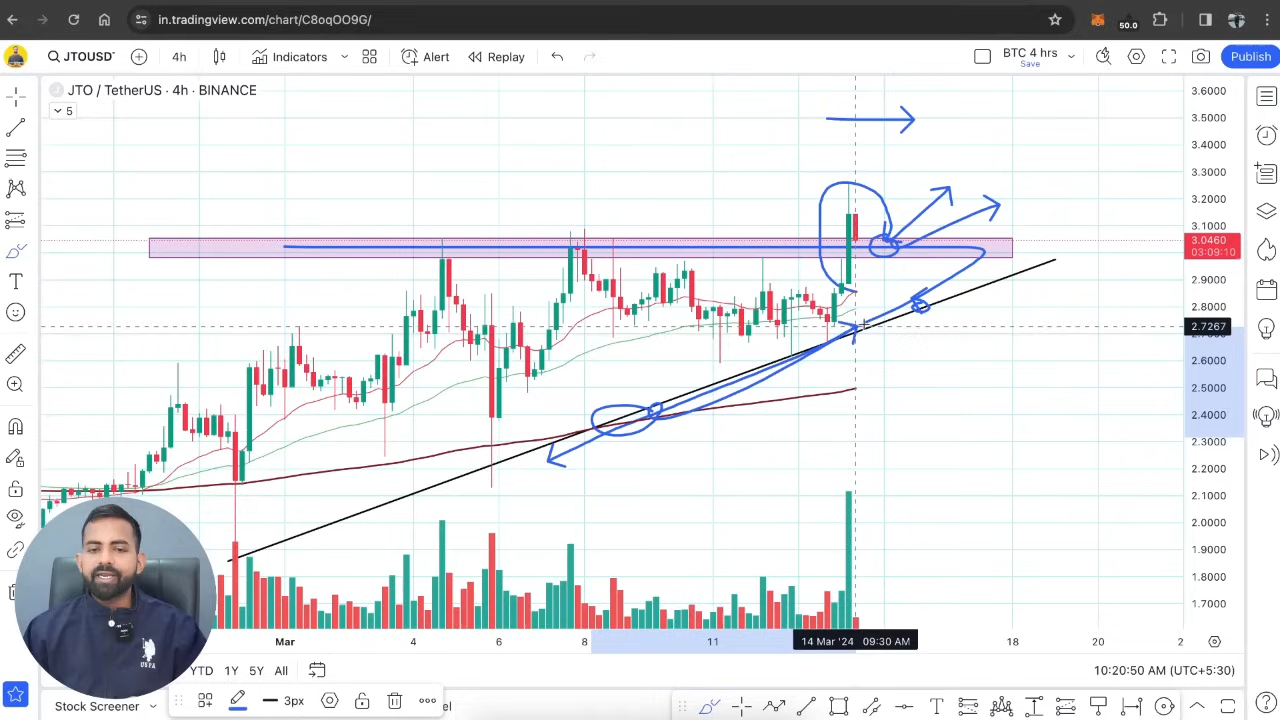 in.tradingview.com/chart/C8oqOO9G/
50.0
JTOUSDT
4h
Indicators
Alert
Replay
BTC 4 hrs
Save
Publish
JTO / TetherUS · 4h · BINANCE
5
3.6000
3.5000
3.4000
3.3000
3.2000
3.1000
3.0460
03:09:10
2.9000
2.8000
2.7267
2.6000
2.5000
2.4000
2.3000
2.2000
2.1000
2.0000
1.9000
1.8000
1.7000
Mar
4
6
8
11
14 Mar '24 09:30 AM
18
20
2
YTD
1Y
5Y
All
10:20:50 AM (UTC+5:30)
Stock Screener
3px
U S P A